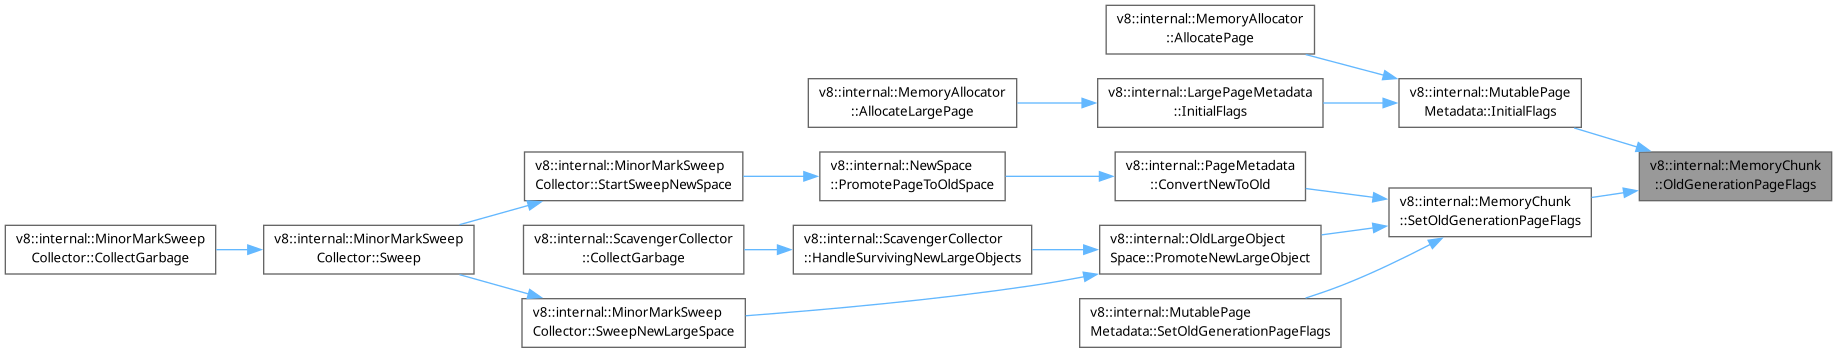 v8::internal::MemoryAllocator
::AllocatePage
v8::internal::MemoryAllocator
::AllocateLargePage
v8::internal::LargePageMetadata
::InitialFlags
v8::internal::MutablePage
Metadata::InitialFlags
v8::internal::MinorMarkSweep
Collector::StartSweepNewSpace
v8::internal::NewSpace
::PromotePageToOldSpace
v8::internal::PageMetadata
::ConvertNewToOld
v8::internal::MemoryChunk
::OldGenerationPageFlags
v8::internal::MemoryChunk
::SetOldGenerationPageFlags
v8::internal::MinorMarkSweep
Collector::CollectGarbage
v8::internal::MinorMarkSweep
Collector::Sweep
v8::internal::ScavengerCollector
::CollectGarbage
v8::internal::ScavengerCollector
::HandleSurvivingNewLargeObjects
v8::internal::OldLargeObject
Space::PromoteNewLargeObject
v8::internal::MinorMarkSweep
Collector::SweepNewLargeSpace
v8::internal::MutablePage
Metadata::SetOldGenerationPageFlags